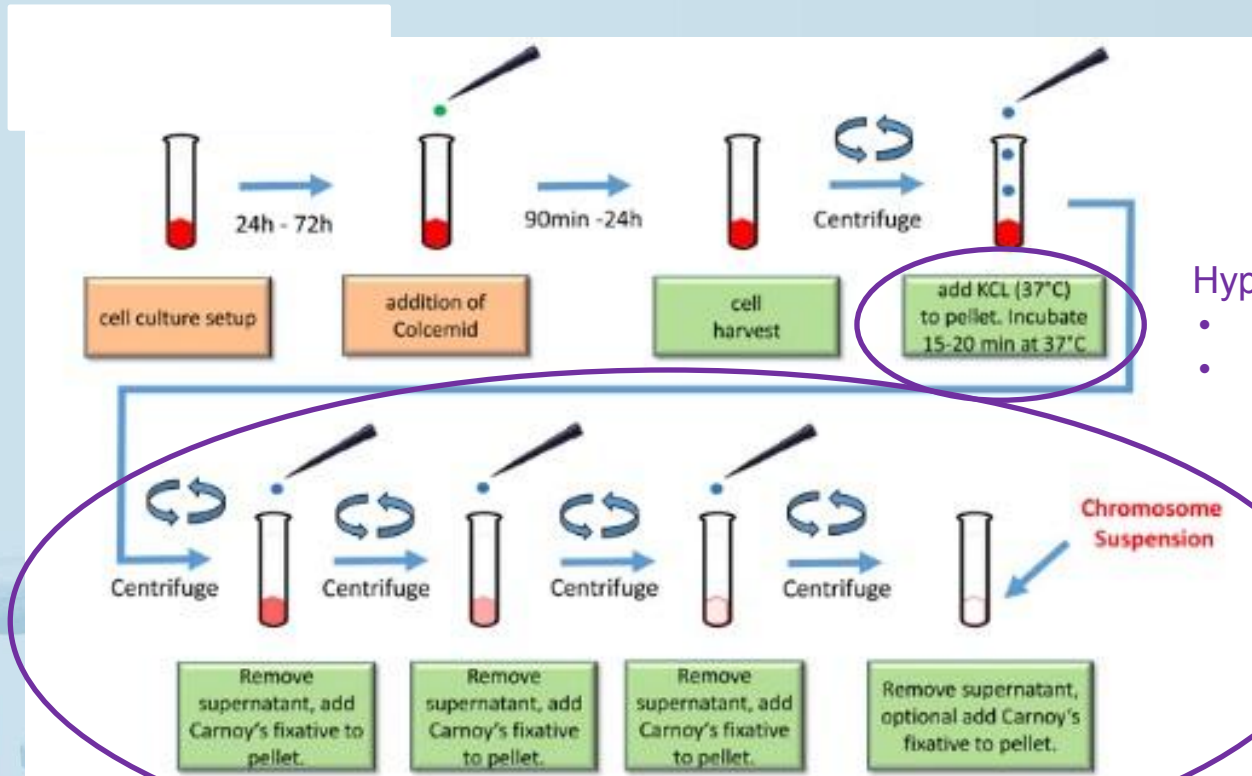 24h - 72h
90min -24h
Centrifuge
cell culture setup
addition of
Colcemid
cell
harvest
add KCL (37°C)
to pellet. Incubate
15-20 min at 37°C
Hyp
•
•
Centrifuge
Centrifuge
Centrifuge
Centrifuge
Chromosome
Suspension
Remove
supernatant, add
Carnoy's fixative to
pellet.
Remove
supernatant, add
Carnoy's fixative
to pellet.
Remove
supernatant, add
Carnoy's fixative
to pellet.
Remove supernatant,
optional add Carnoy's
fixative to pellet.